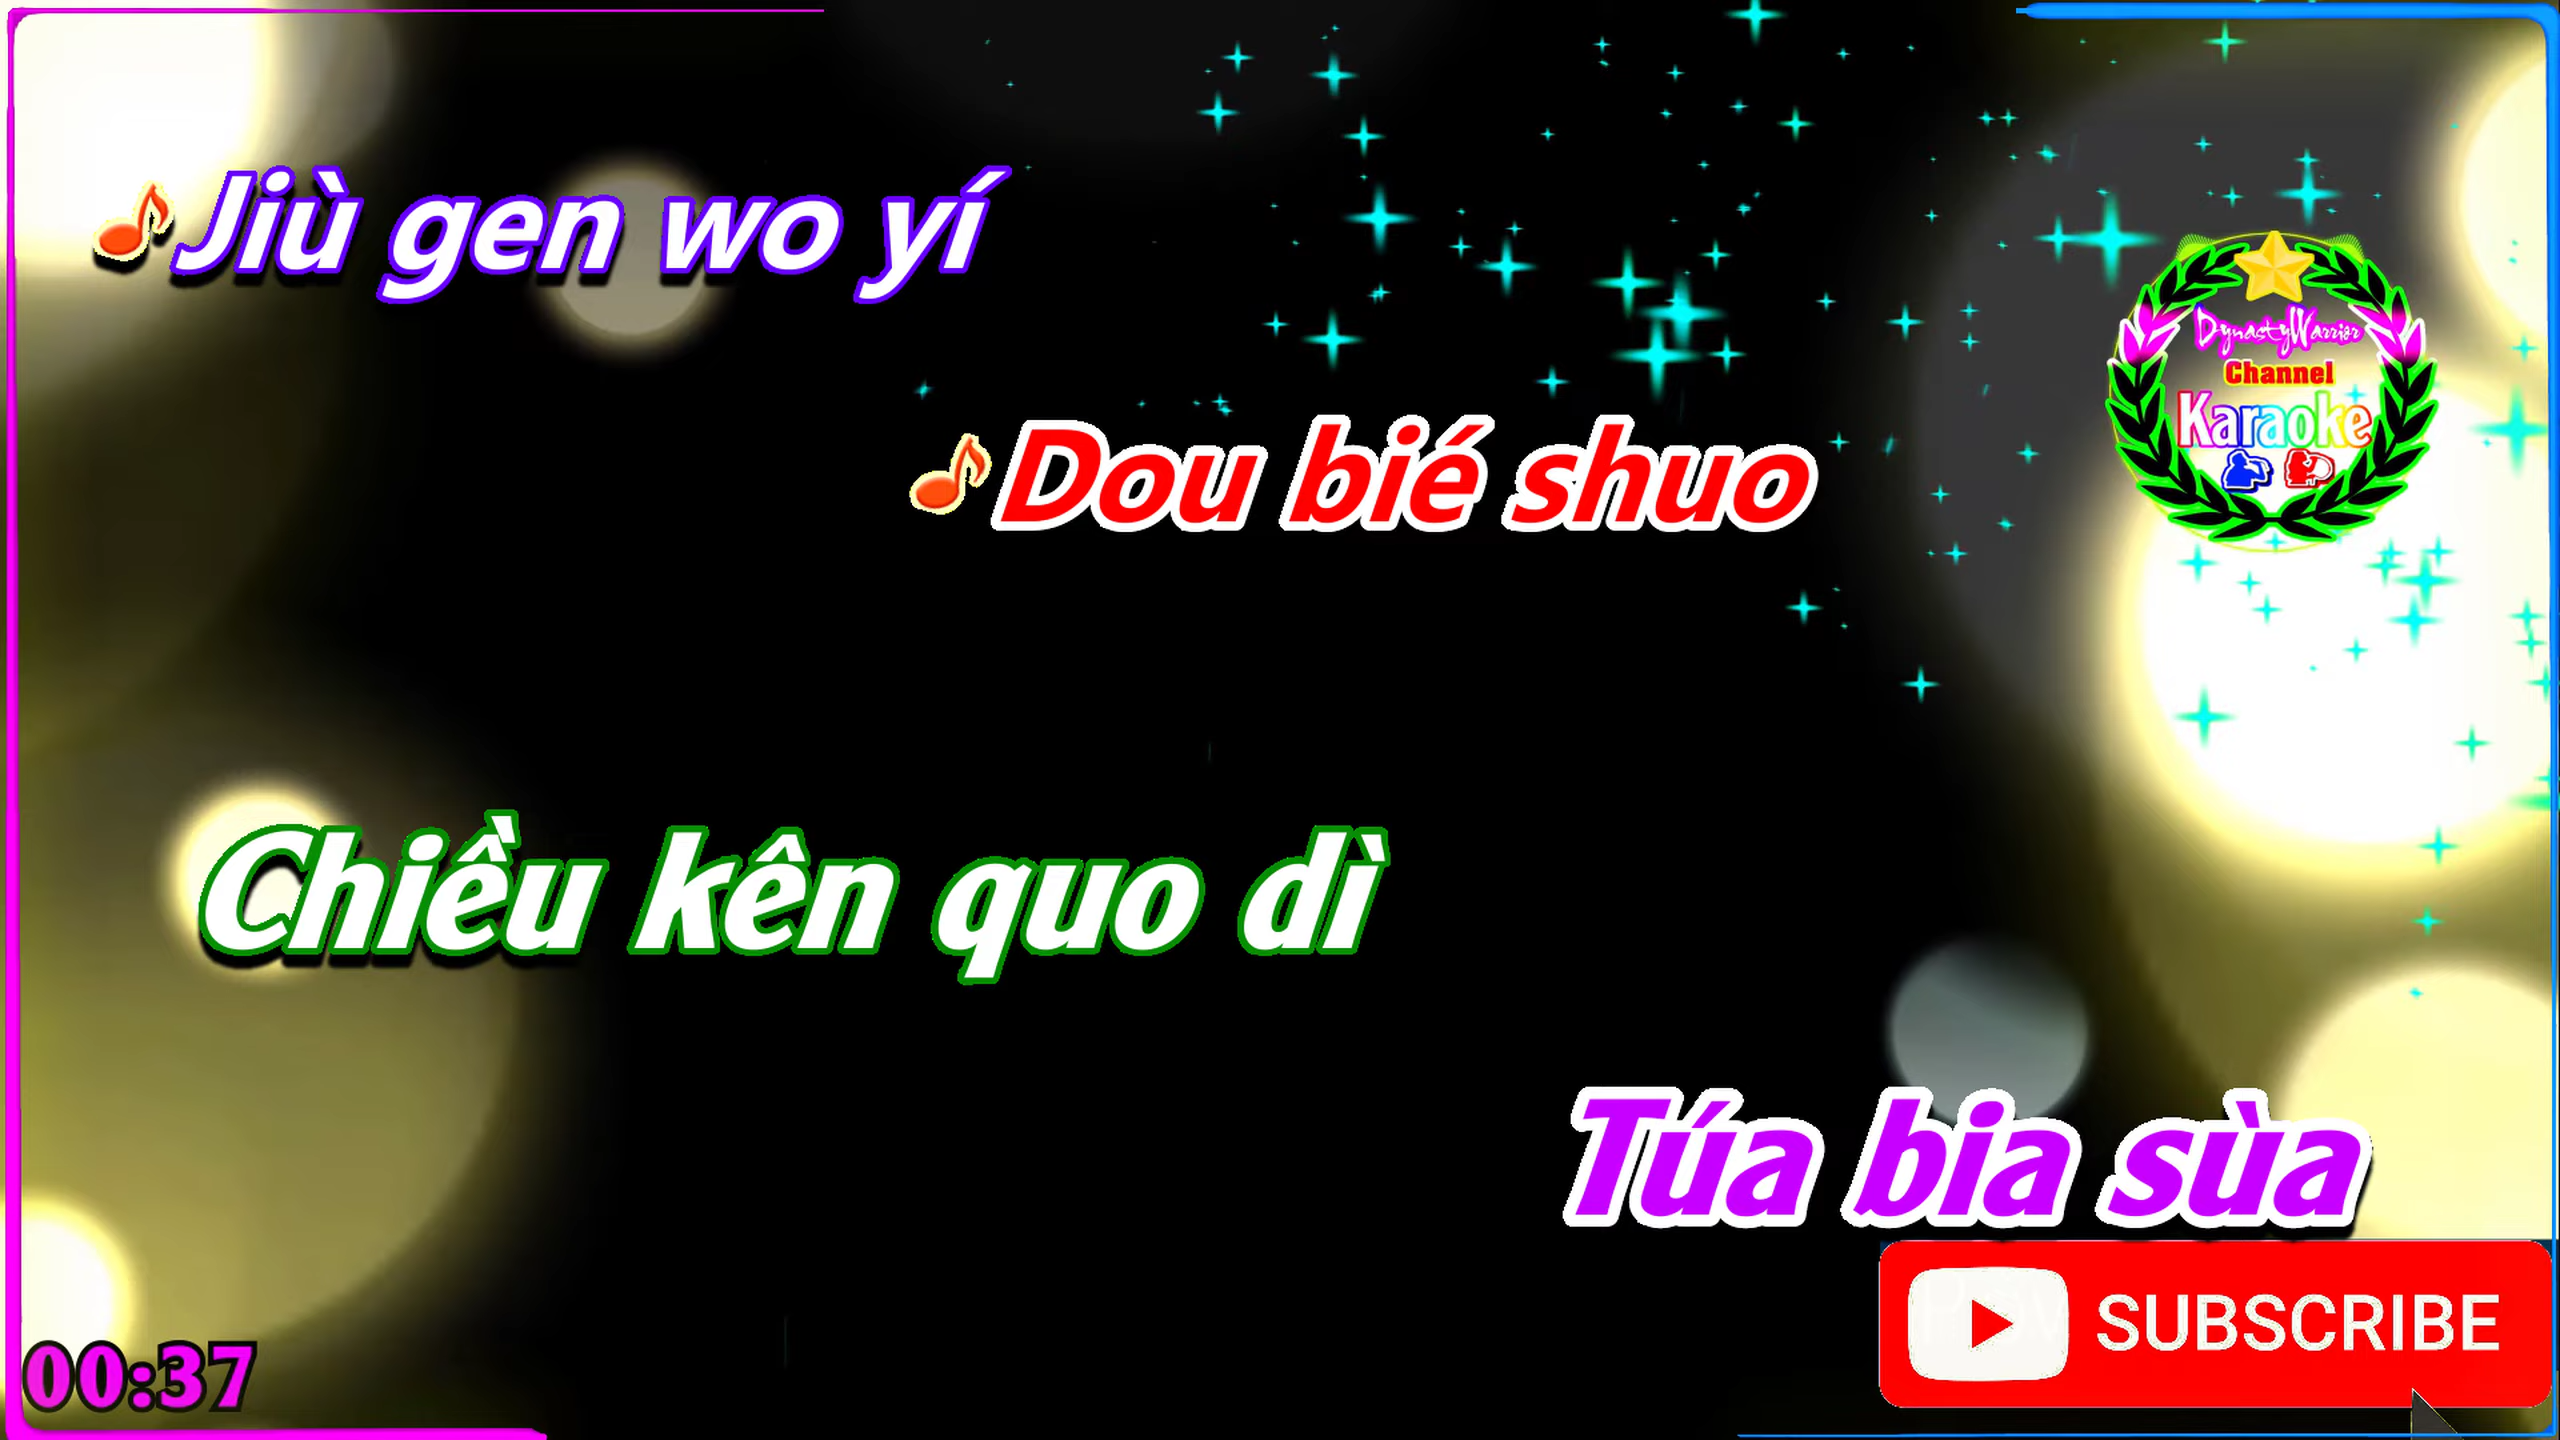 Jiù gen wo yí
DynastyWarrior
Channel
Karaoke
Dou bié shuo
Chiều kên quo dì
Túa bia sùa
SUBSCRIBE
00:37